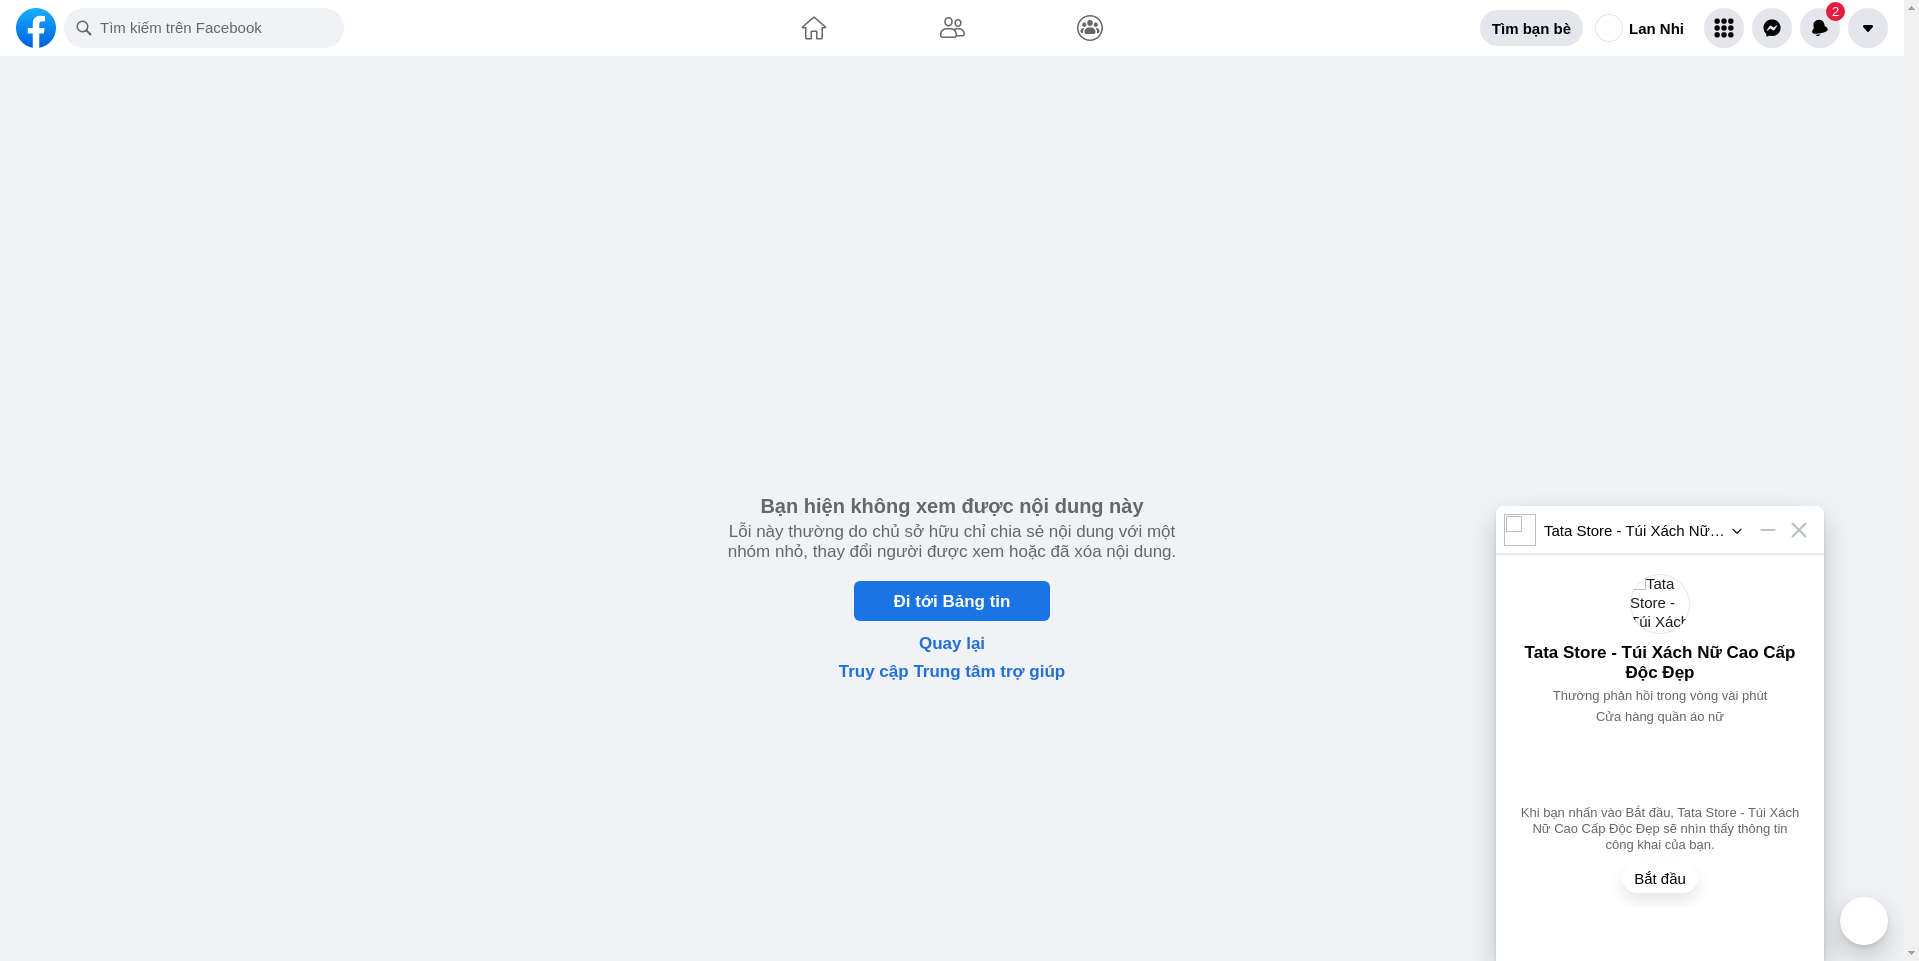 Tìm kiếm trên Facebook
Tìm bạn bè
Lan Nhi
2
Bạn hiện không xem được nội dung này
Lỗi này thường do chủ sở hữu chỉ chia sẻ nội dung với một
nhóm nhỏ, thay đổi người được xem hoặc đã xóa nội dung.
Đi tới Bảng tin
Quay lại
Truy cập Trung tâm trợ giúp
Tata Store - Túi Xách Nữ…
Tata
Store -
Túi Xách
Tata Store - Túi Xách Nữ Cao Cấp
Độc Đẹp
Thường phản hồi trong vòng vài phút
Cửa hàng quần áo nữ
Khi bạn nhấn vào Bắt đầu, Tata Store - Túi Xách
Nữ Cao Cấp Độc Đẹp sẽ nhìn thấy thông tin
công khai của bạn.
Bắt đầu